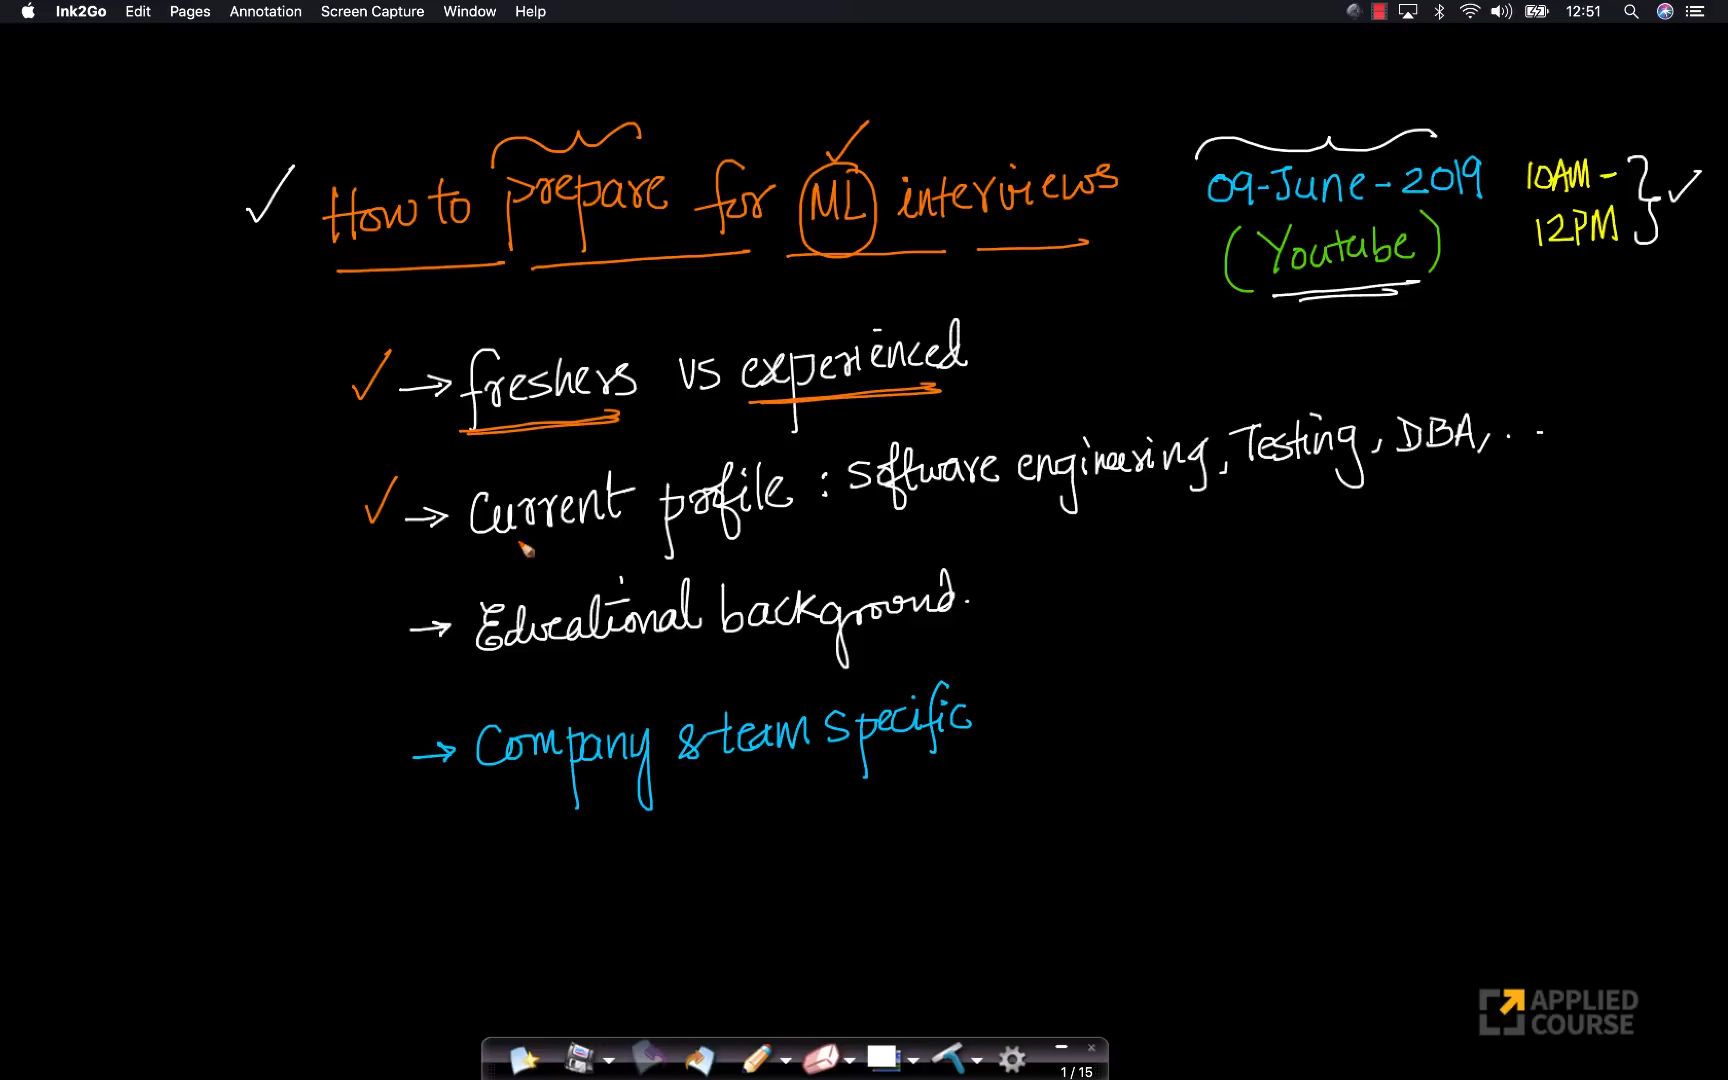 Ink2Go Edit Pages Annotation Screen Capture Window Help 12:51
How to prepare for ML interviews
09-June-2019
(Youtube)
10AM -
12PM
→ freshers vs experienced
→ Current profile : Software engineering, Testing, DBA, ...
→ Educational background.
→ Company & team specific
APPLIED
COURSE
1 / 15